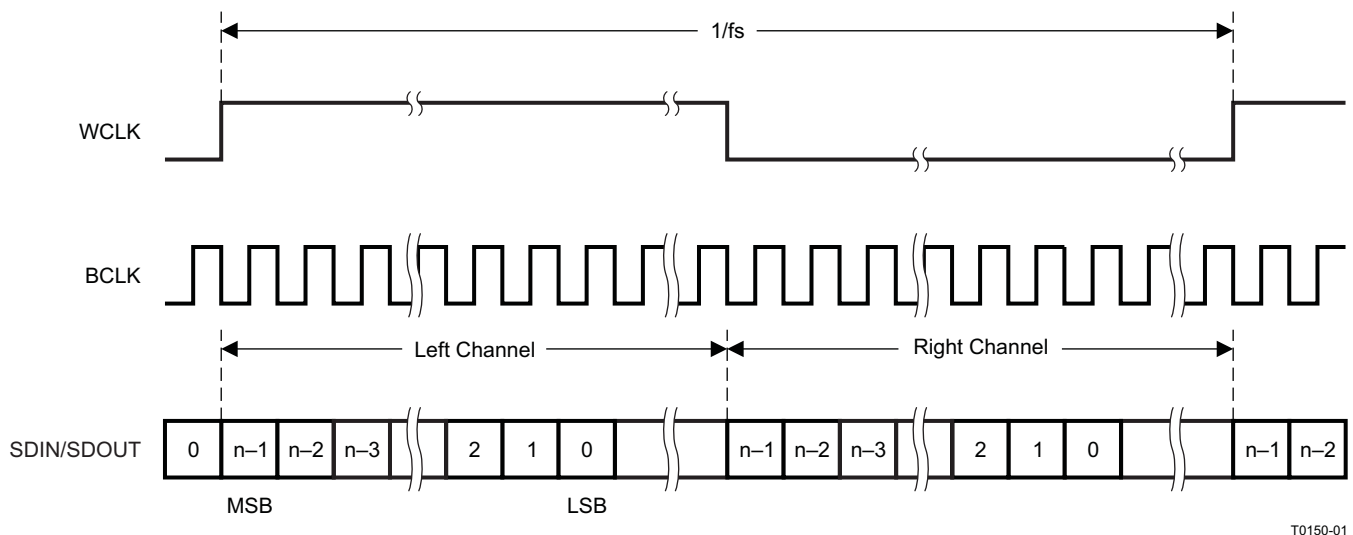 1/fs
WCLK
BCLK
Left Channel
Right Channel
SDIN/SDOUT 0 n–1 n–2 n–3 2 1 0 n–1 n–2 n–3 2 1 0 n–1 n–2
MSB LSB
T0150-01